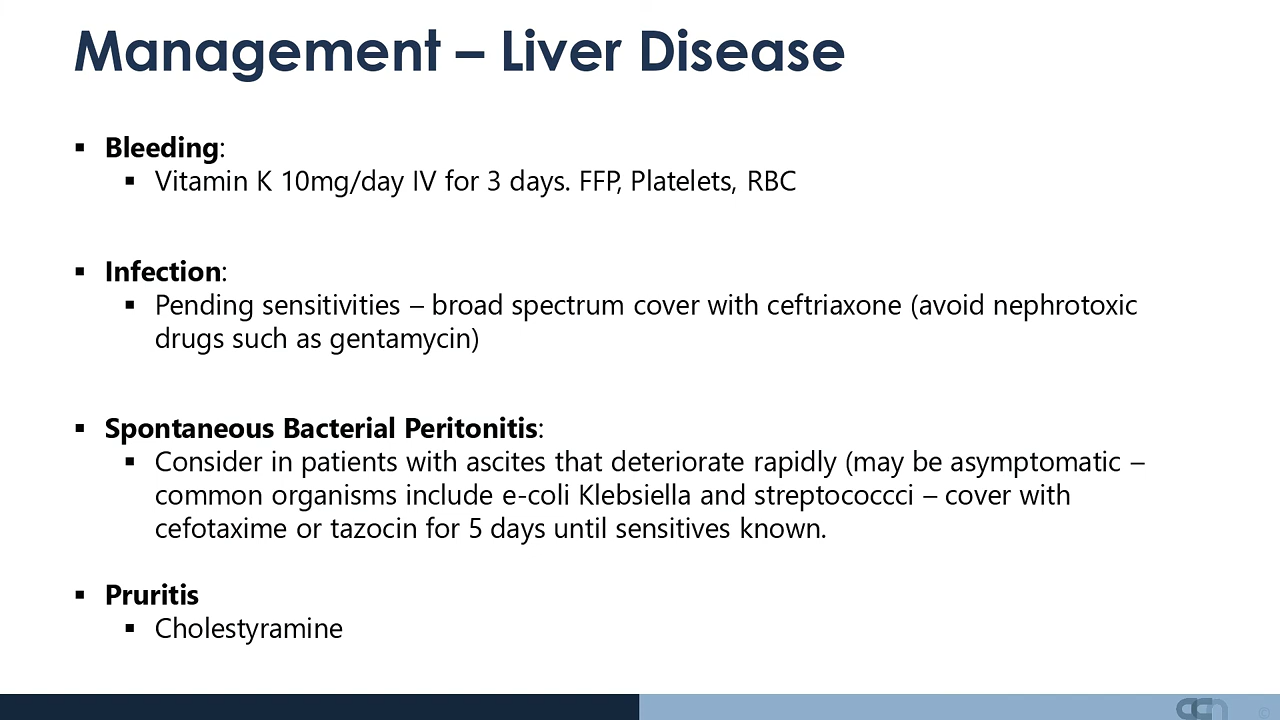 Management – Liver Disease
▪ Bleeding:
▪ Vitamin K 10mg/day IV for 3 days. FFP, Platelets, RBC
▪ Infection:
▪ Pending sensitivities – broad spectrum cover with ceftriaxone (avoid nephrotoxic
drugs such as gentamycin)
▪ Spontaneous Bacterial Peritonitis:
▪ Consider in patients with ascites that deteriorate rapidly (may be asymptomatic –
common organisms include e-coli Klebsiella and streptococcci – cover with
cefotaxime or tazocin for 5 days until sensitives known.
▪ Pruritis
▪ Cholestyramine